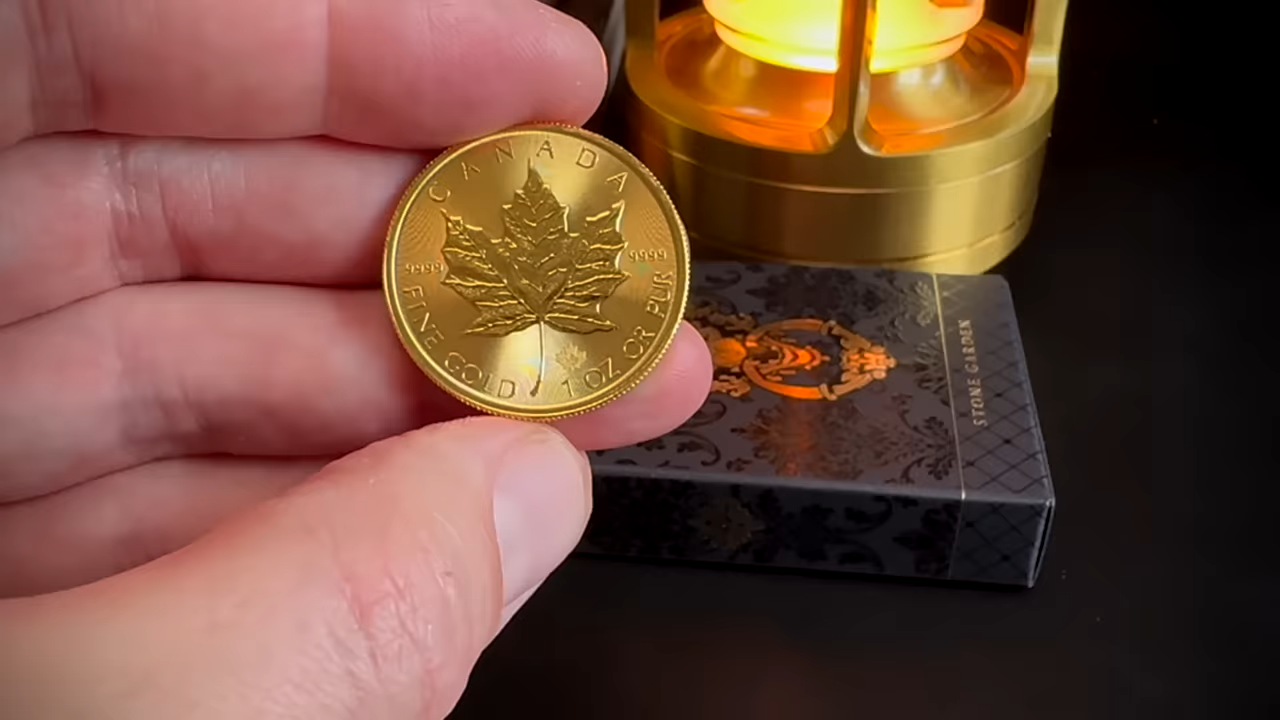 CANADA
9999
9999
FINE GOLD 1 OZ OR PUR
STONE GARDEN